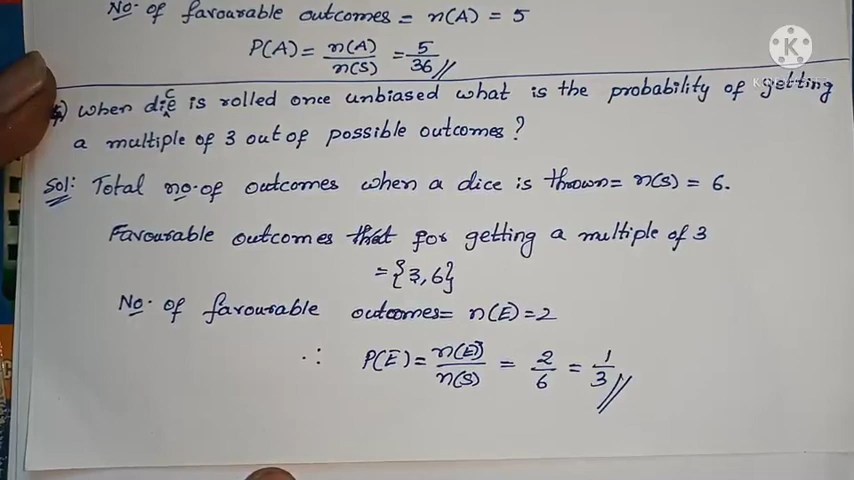 No. of favourable outcomes = n(A) = 5
P(A) = n(A)/n(S) = 5/36
K
KINEMASTER
When dice is rolled once unbiased what is the probability of getting
a multiple of 3 out of possible outcomes?
Sol: Total no. of outcomes when a dice is thrown = n(S) = 6.
Favourable outcomes that for getting a multiple of 3
= {3, 6}
No. of favourable outcomes = n(E) = 2
∴ P(E) = n(E)/n(S) = 2/6 = 1/3